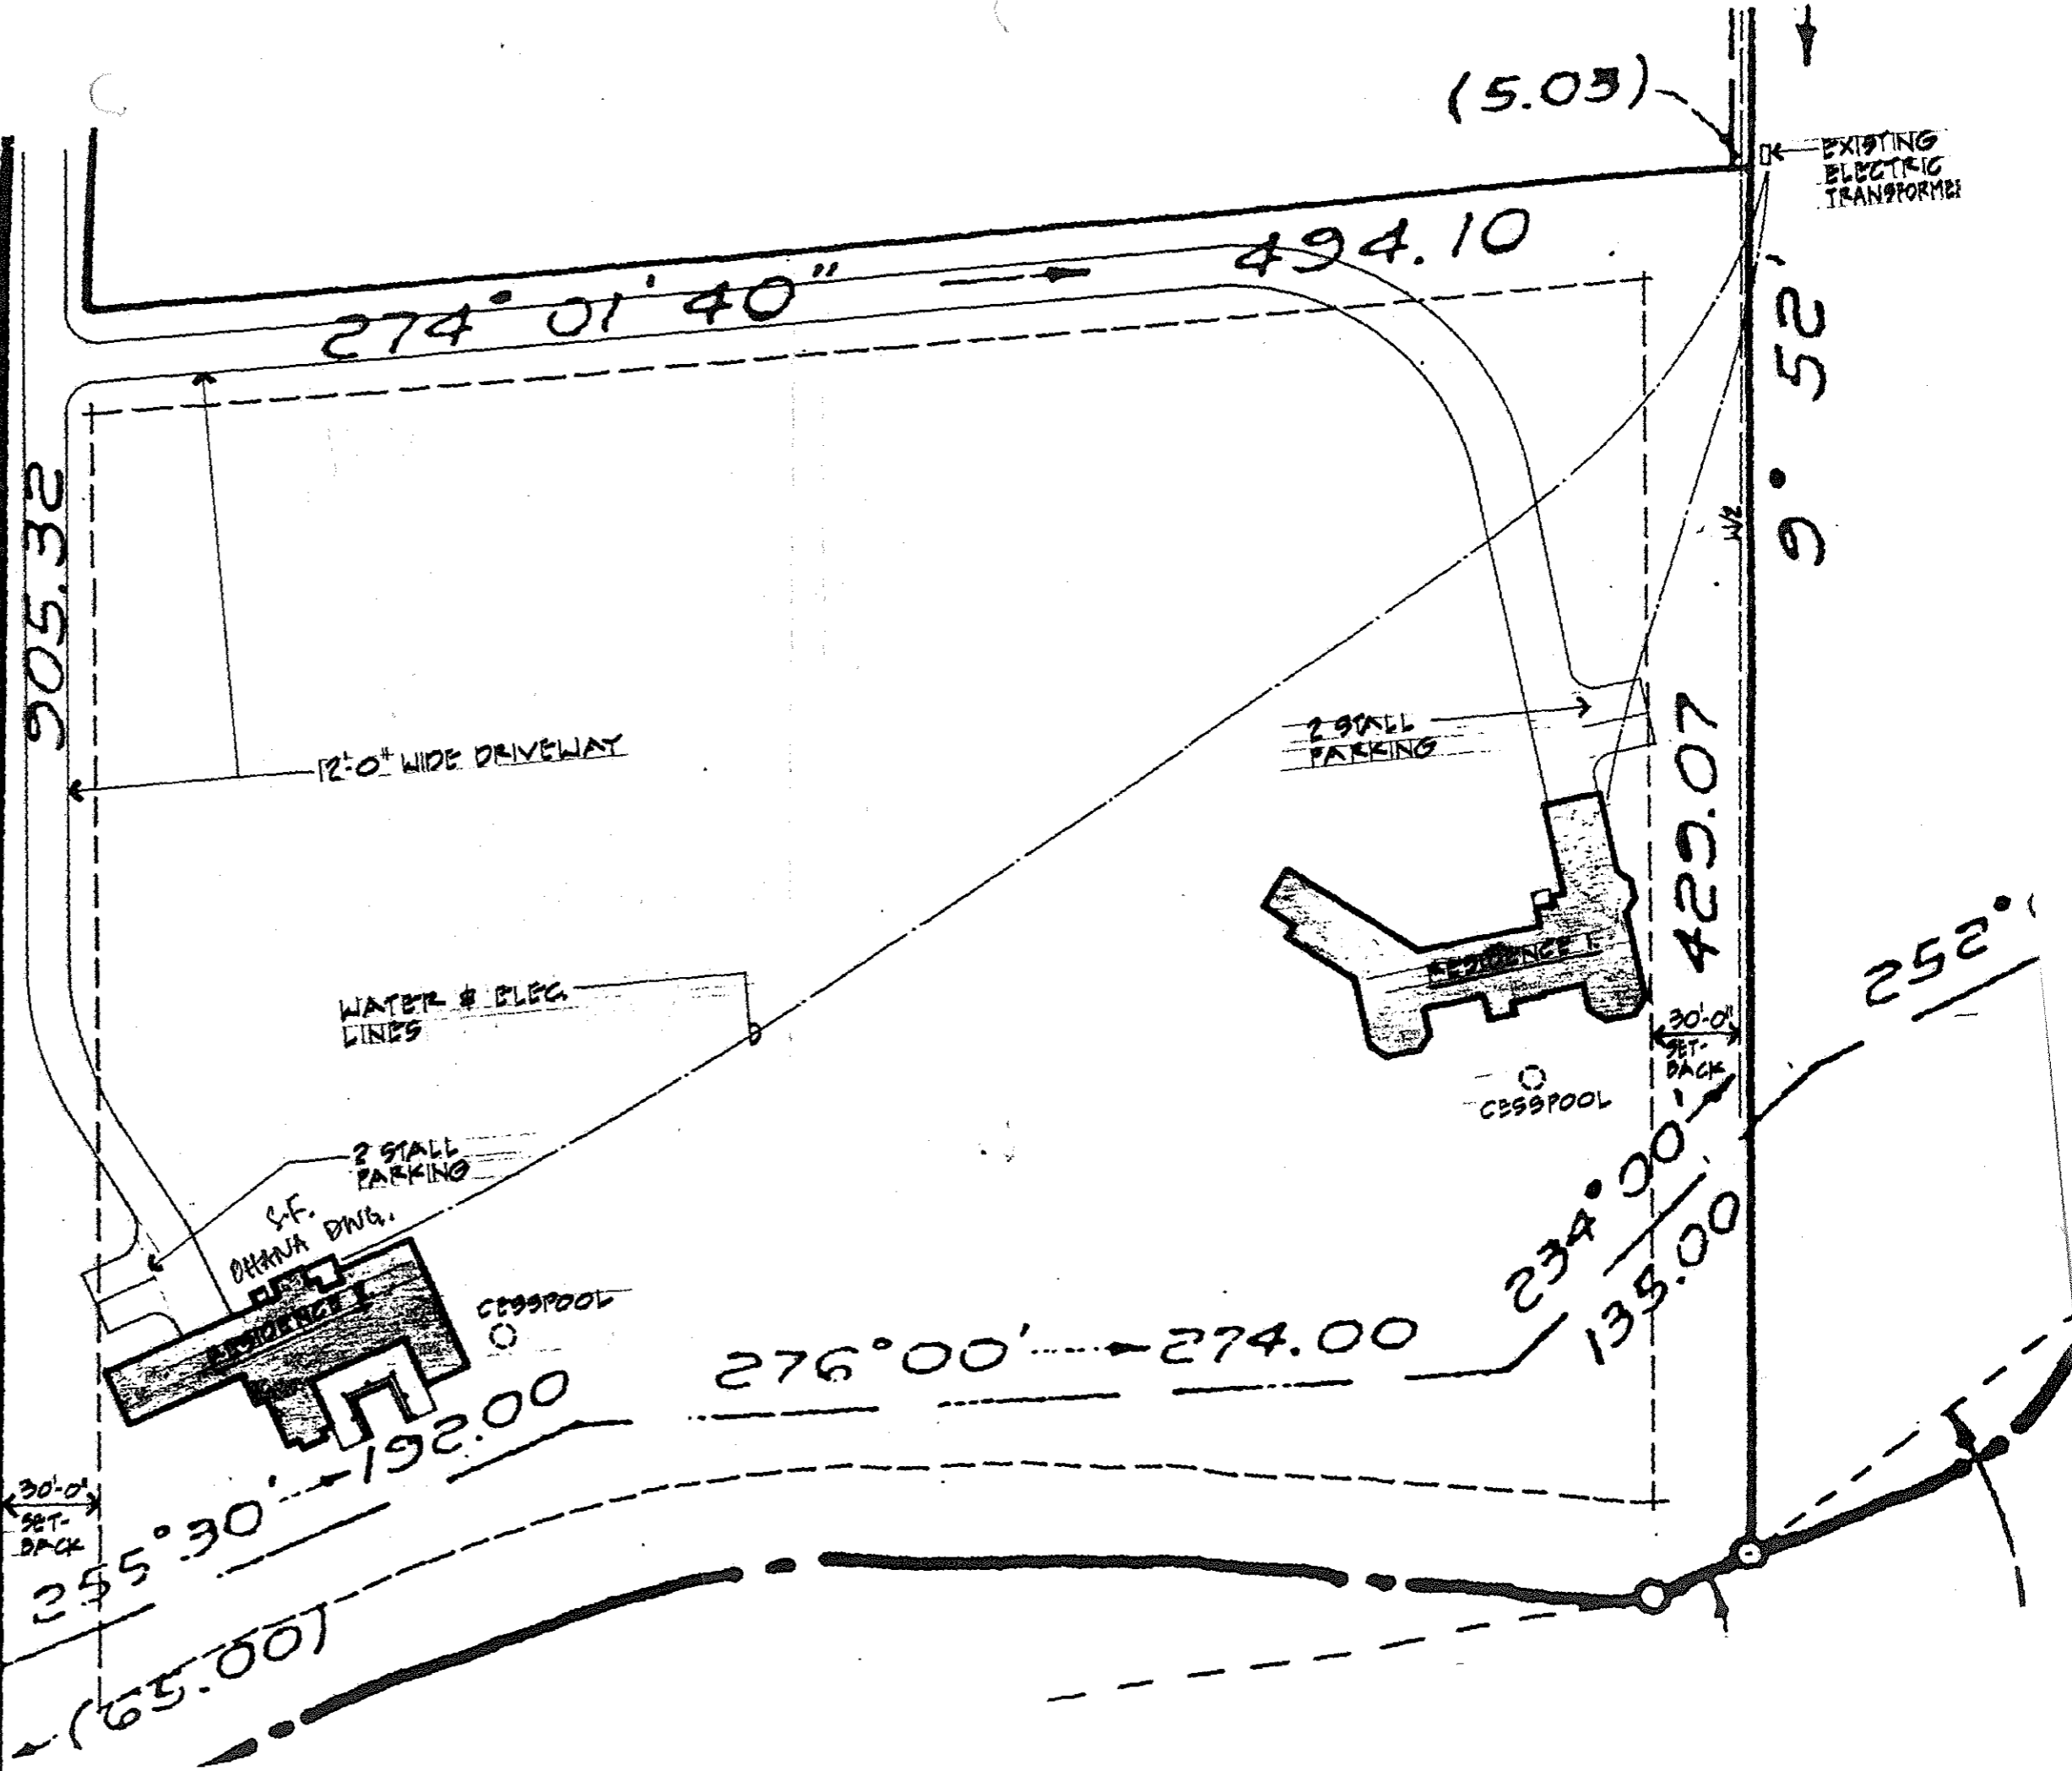 (5.03)
EXISTING
ELECTRIC
TRANSFORMER
494.10
274° 01' 40"
9° 52'
905.32
W/2
2 STALL
PARKING
12'-0" WIDE DRIVEWAY
429.07
252°
RESIDENCE I
WATER & ELEC.
LINES
30'-0"
SET-
BACK
CESSPOOL
2 STALL
PARKING
S.F.
OHANA DWG.
234° 00'
135.00
RESIDENCE II
CESSPOOL
276°00' 274.00
192.00
30'-0"
SET-
BACK
255°30'
(65.00)